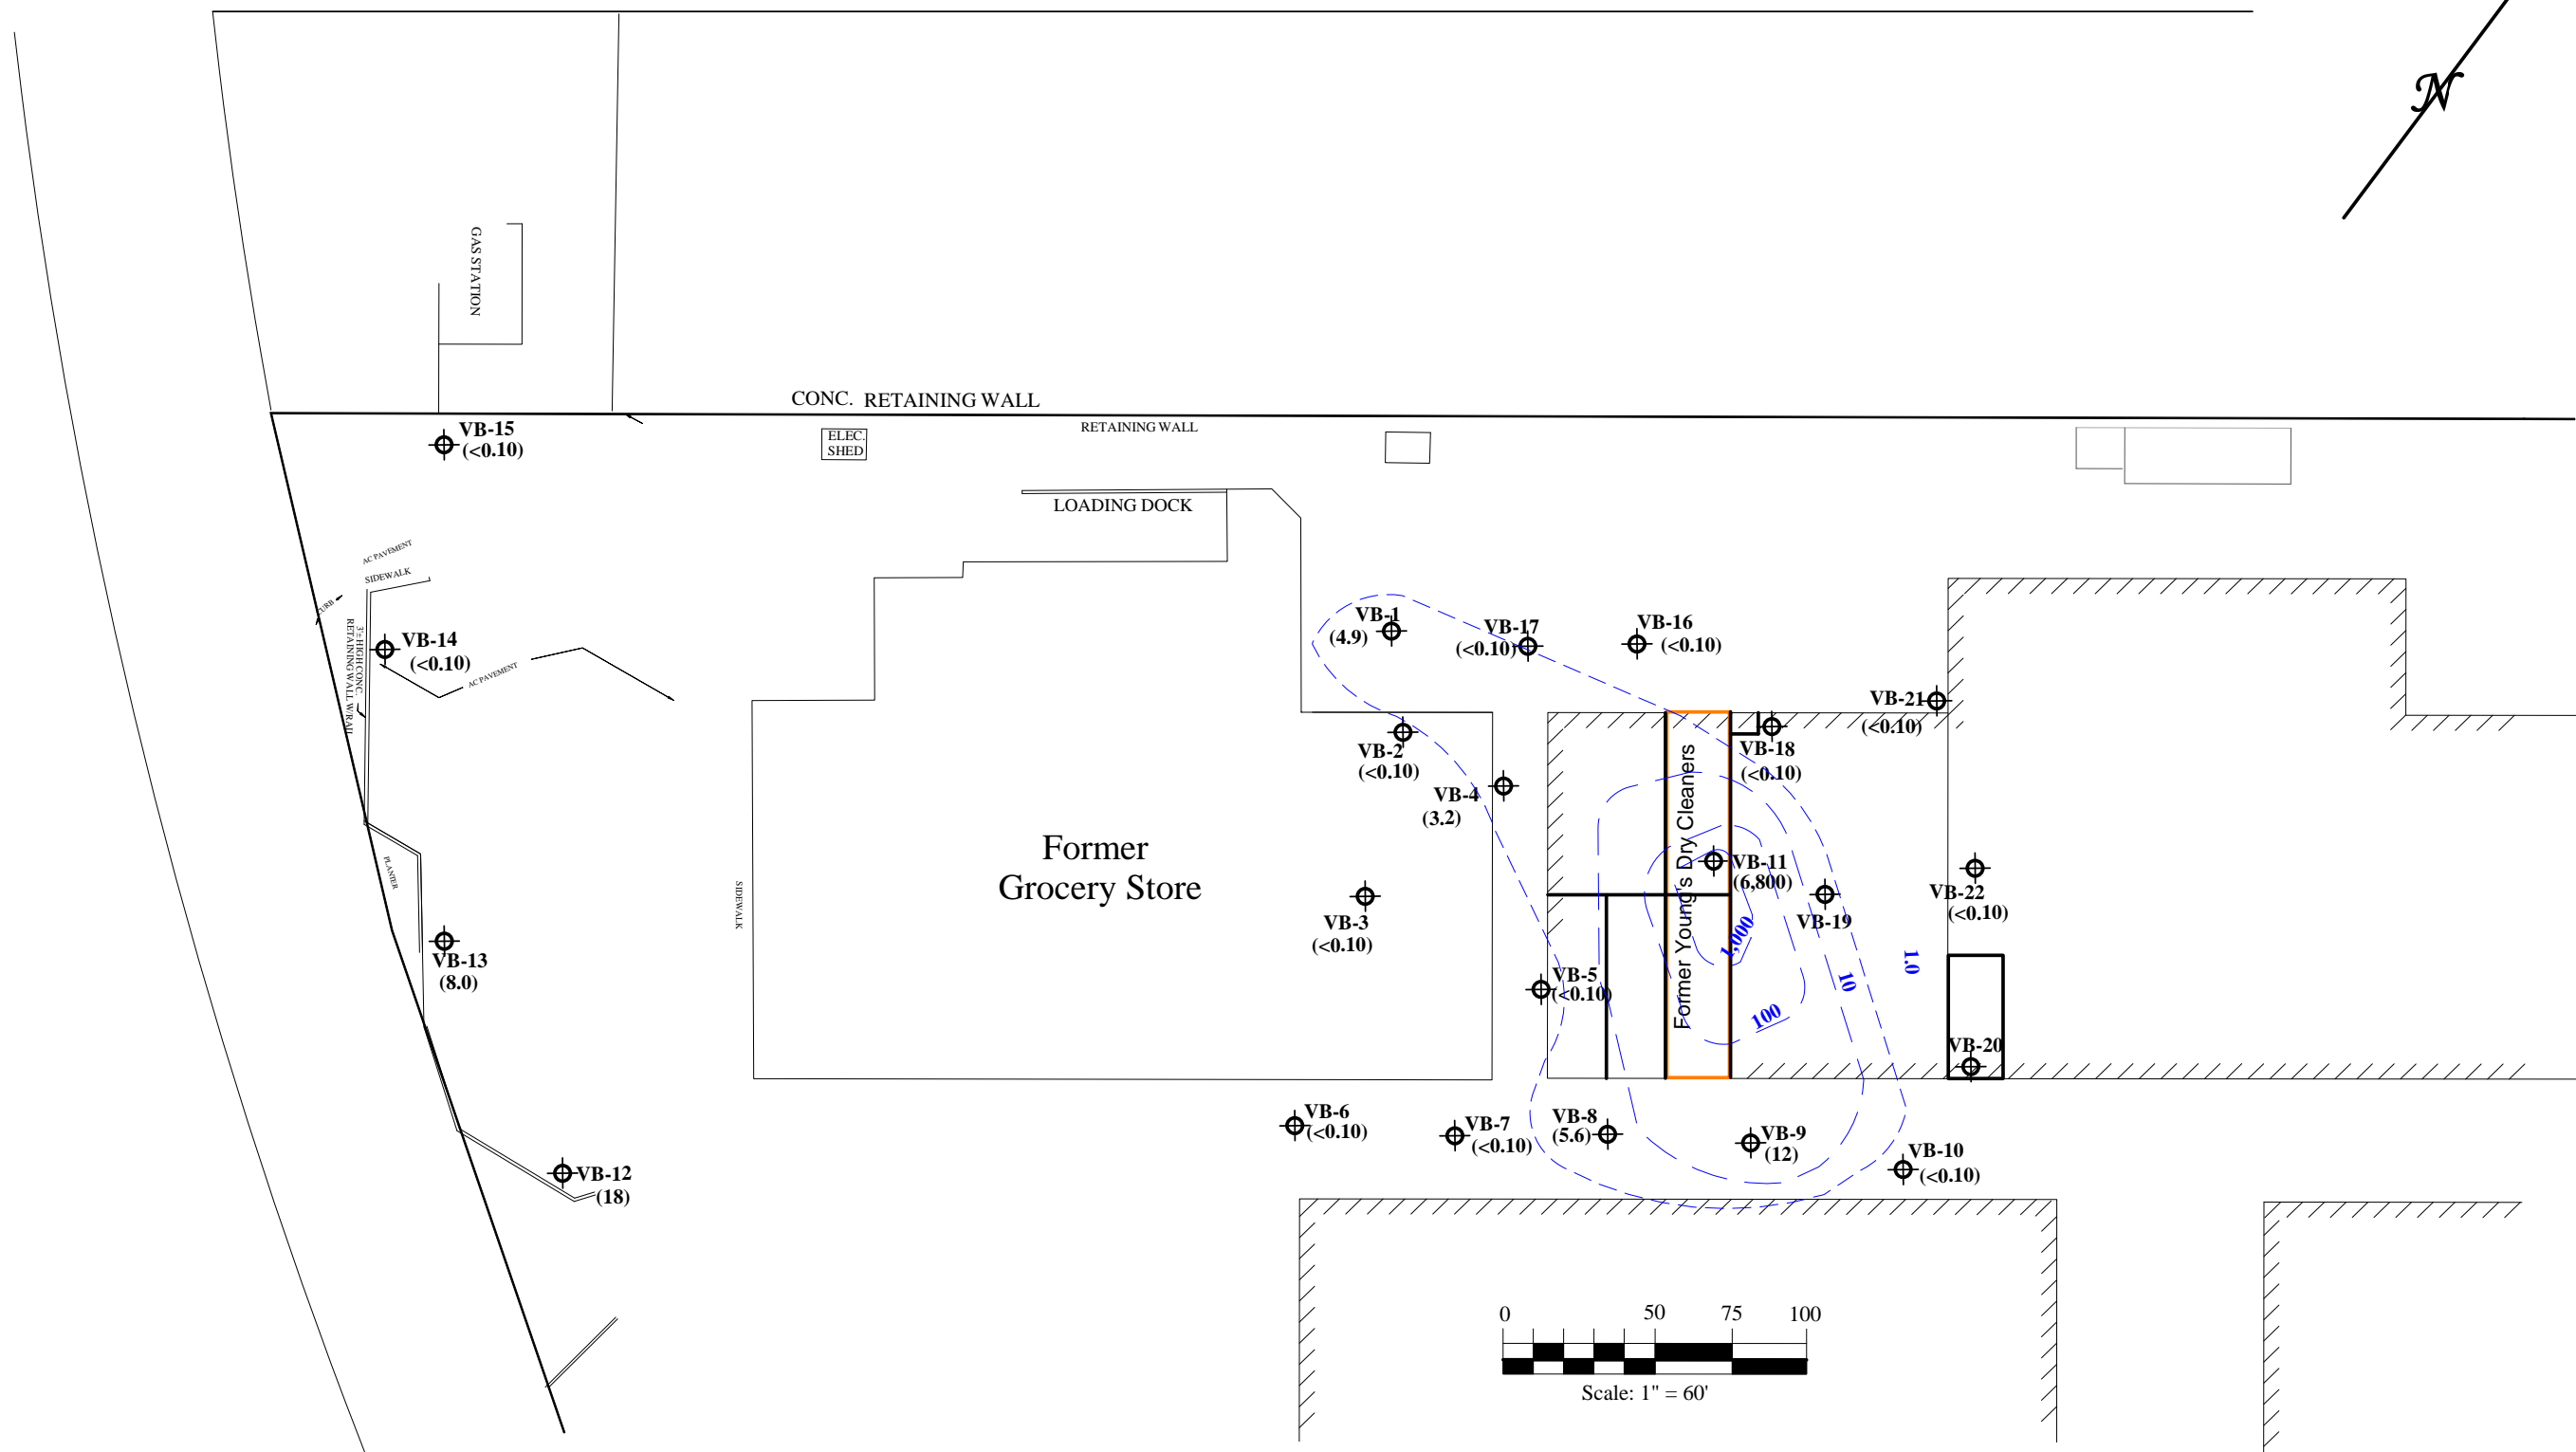 N
GAS STATION
CONC. RETAINING WALL
RETAINING WALL
VB-15
(<0.10)
ELEC.
SHED
LOADING DOCK
AC PAVEMENT
SIDEWALK
3'± HIGH CONC.
RETAINING WALL W/RAIL
VB-14
(<0.10)
AC PAVEMENT
VB-1
(4.9)
VB-17
(<0.10)
VB-16
(<0.10)
VB-21
(<0.10)
VB-2
(<0.10)
VB-18
(<0.10)
VB-4
(3.2)
Former
Grocery Store
Former Young's Dry Cleaners
VB-11
(6,800)
PLANTER
SIDEWALK
VB-3
(<0.10)
VB-19
VB-22
(<0.10)
1,000
VB-13
(8.0)
VB-5
(<0.10)
10
1.0
100
VB-20
VB-6
(<0.10)
VB-7
(<0.10)
VB-8
(5.6)
VB-9
(12)
VB-10
(<0.10)
VB-12
(18)
0 50 75 100
Scale: 1" = 60'